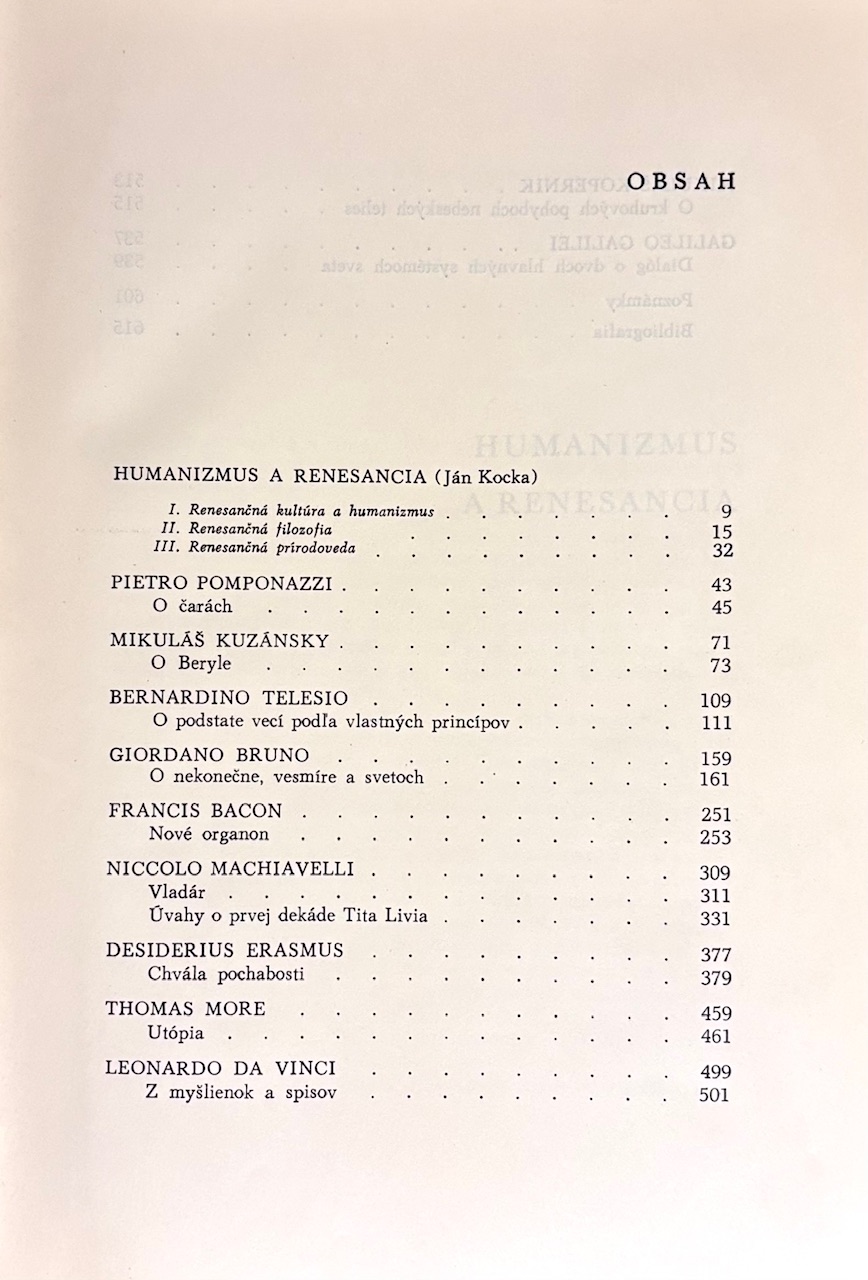 OBSAH
HUMANIZMUS A RENESANCIA (Ján Kocka)
I. Renesančná kultúra a humanizmus . . . . . . . 9
II. Renesančná filozofia . . . . . . . . 15
III. Renesančná prírodoveda . . . . . . . . . 32
PIETRO POMPONAZZI . . . . . . . . . . 43
O čarách . . . . . . . . . . . . 45
MIKULÁŠ KUZÁNSKY . . . . . . . . . . 71
O Beryle . . . . . . . . . . . . 73
BERNARDINO TELESIO . . . . . . . . . 109
O podstate vecí podľa vlastných princípov . . . . . 111
GIORDANO BRUNO . . . . . . . . . . 159
O nekonečne, vesmíre a svetoch . . . . . . . 161
FRANCIS BACON . . . . . . . . . . . 251
Nové organon . . . . . . . . . . . 253
NICCOLO MACHIAVELLI . . . . . . . . . 309
Vladár . . . . . . . . . . . . . 311
Úvahy o prvej dekáde Tita Livia . . . . . . . 331
DESIDERIUS ERASMUS . . . . . . . . . 377
Chvála pochabosti . . . . . . . . . . 379
THOMAS MORE . . . . . . . . . . . 459
Utópia . . . . . . . . . . . . . 461
LEONARDO DA VINCI . . . . . . . . . 499
Z myšlienok a spisov . . . . . . . . . 501
HUMANIZMUS
A RENESANCIA